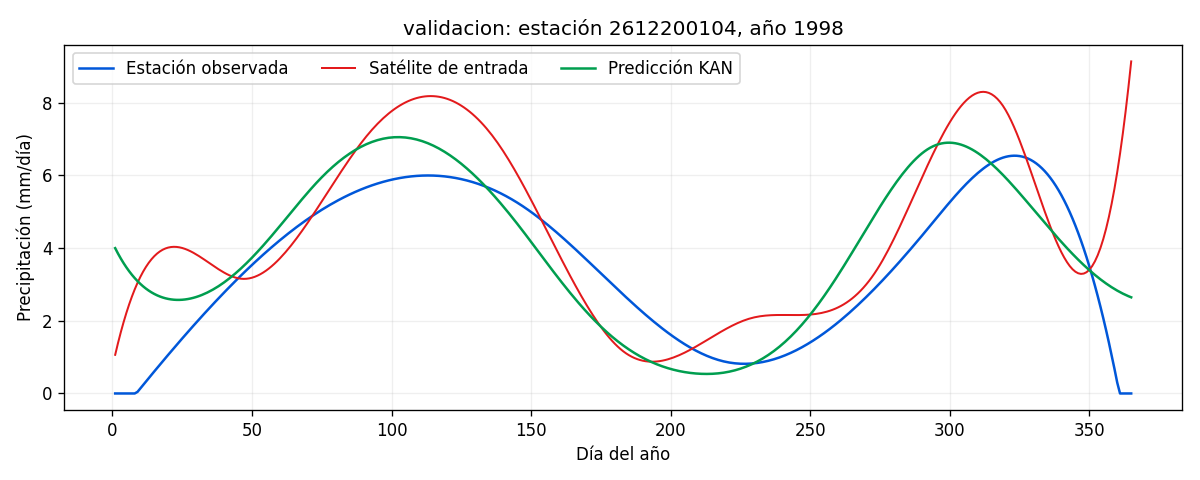 validacion: estación 2612200104, año 1998
Estación observada Satélite de entrada Predicción KAN
Precipitación (mm/día)
8
6
4
2
0
0 50 100 150 200 250 300 350
Día del año